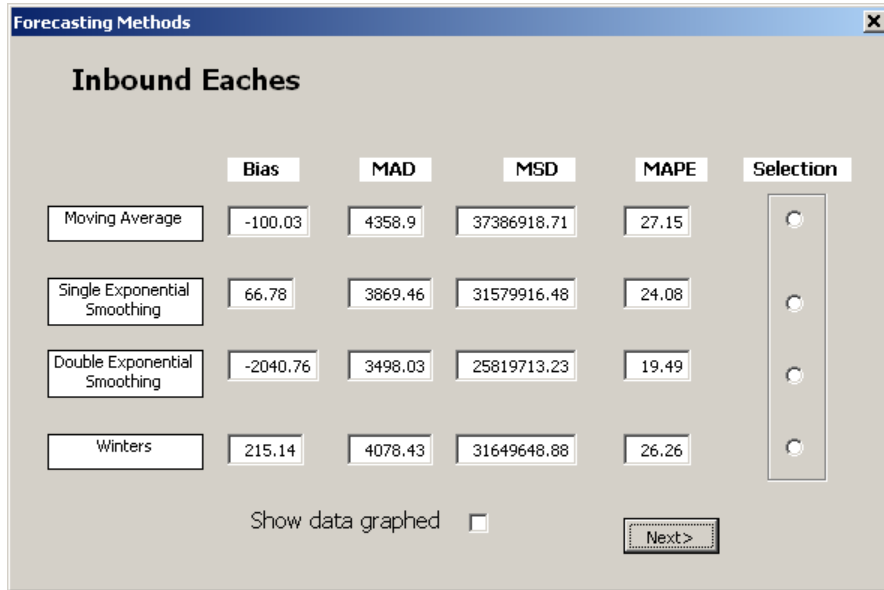 Forecasting Methods
Inbound Eaches
Bias MAD MSD MAPE Selection
Moving Average -100.03 4358.9 37386918.71 27.15
Single Exponential
Smoothing 66.78 3869.46 31579916.48 24.08
Double Exponential
Smoothing -2040.76 3498.03 25819713.23 19.49
Winters 215.14 4078.43 31649648.88 26.26
Show data graphed
Next>